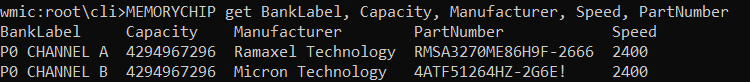 wmic:root\cli>MEMORYCHIP get BankLabel, Capacity, Manufacturer, Speed, PartNumber
BankLabel Capacity Manufacturer PartNumber Speed
P0 CHANNEL A 4294967296 Ramaxel Technology RMSA3270ME86H9F-2666 2400
P0 CHANNEL B 4294967296 Micron Technology 4ATF51264HZ-2G6E! 2400